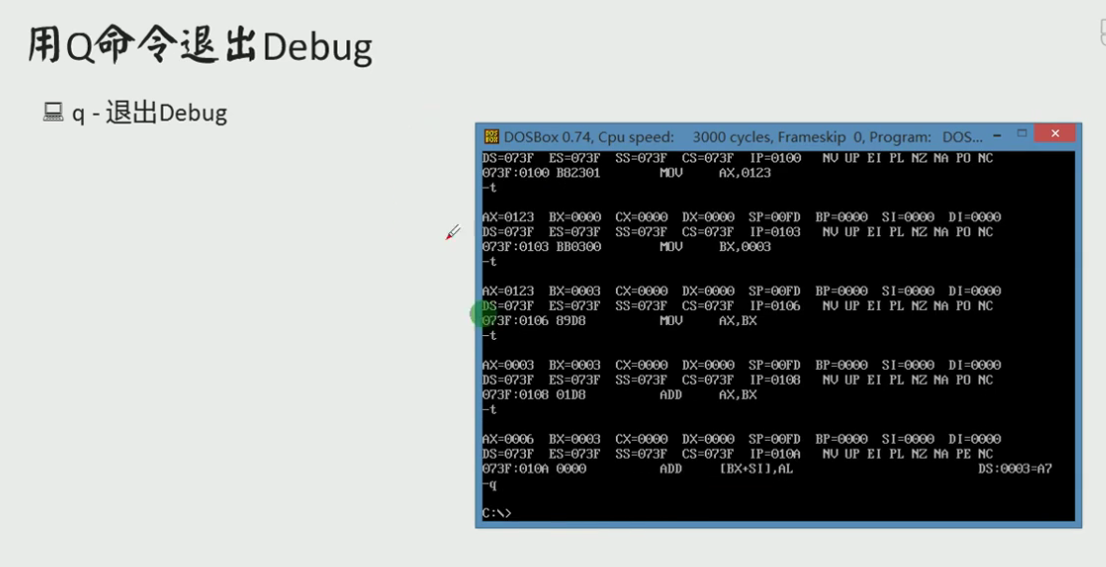 用Q命令退出Debug
q - 退出Debug
DOSBox 0.74, Cpu speed: 3000 cycles, Frameskip 0, Program: DOS...
DS=073F ES=073F SS=073F CS=073F IP=0100 NV UP EI PL NZ NA PO NC
073F:0100 B82301 MOV AX,0123
-t
AX=0123 BX=0000 CX=0000 DX=0000 SP=00FD BP=0000 SI=0000 DI=0000
DS=073F ES=073F SS=073F CS=073F IP=0103 NV UP EI PL NZ NA PO NC
073F:0103 BB0300 MOV BX,0003
-t
AX=0123 BX=0003 CX=0000 DX=0000 SP=00FD BP=0000 SI=0000 DI=0000
DS=073F ES=073F SS=073F CS=073F IP=0106 NV UP EI PL NZ NA PO NC
073F:0106 89D8 MOV AX,BX
-t
AX=0003 BX=0003 CX=0000 DX=0000 SP=00FD BP=0000 SI=0000 DI=0000
DS=073F ES=073F SS=073F CS=073F IP=0108 NV UP EI PL NZ NA PO NC
073F:0108 01D8 ADD AX,BX
-t
AX=0006 BX=0003 CX=0000 DX=0000 SP=00FD BP=0000 SI=0000 DI=0000
DS=073F ES=073F SS=073F CS=073F IP=010A NV UP EI PL NZ NA PE NC
073F:010A 0000 ADD [BX+SI],AL DS:0003=A7
-q
C:\>